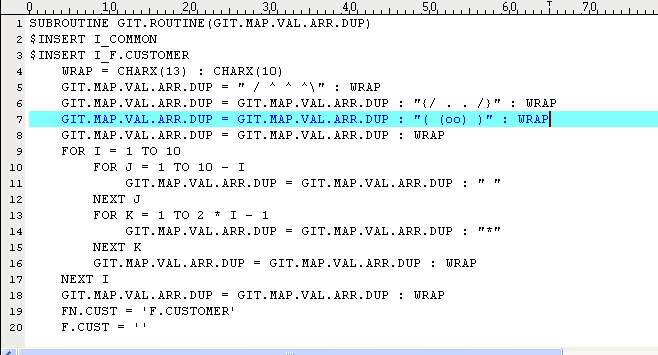 0 10 20 30 40 50 60 T 70
1 SUBROUTINE GIT.ROUTINE(GIT.MAP.VAL.ARR.DUP)
2 $INSERT I_COMMON
3 $INSERT I_F.CUSTOMER
4     WRAP = CHARX(13) : CHARX(10)
5     GIT.MAP.VAL.ARR.DUP = " / ^ ^ ^\" : WRAP
6     GIT.MAP.VAL.ARR.DUP = GIT.MAP.VAL.ARR.DUP : "{/ . . /}" : WRAP
7     GIT.MAP.VAL.ARR.DUP = GIT.MAP.VAL.ARR.DUP : "( (oo) )" : WRAP
8     GIT.MAP.VAL.ARR.DUP = GIT.MAP.VAL.ARR.DUP : WRAP
9     FOR I = 1 TO 10
10         FOR J = 1 TO 10 - I
11             GIT.MAP.VAL.ARR.DUP = GIT.MAP.VAL.ARR.DUP : " "
12         NEXT J
13         FOR K = 1 TO 2 * I - 1
14             GIT.MAP.VAL.ARR.DUP = GIT.MAP.VAL.ARR.DUP : "*"
15         NEXT K
16         GIT.MAP.VAL.ARR.DUP = GIT.MAP.VAL.ARR.DUP : WRAP
17     NEXT I
18     GIT.MAP.VAL.ARR.DUP = GIT.MAP.VAL.ARR.DUP : WRAP
19     FN.CUST = 'F.CUSTOMER'
20     F.CUST = ''